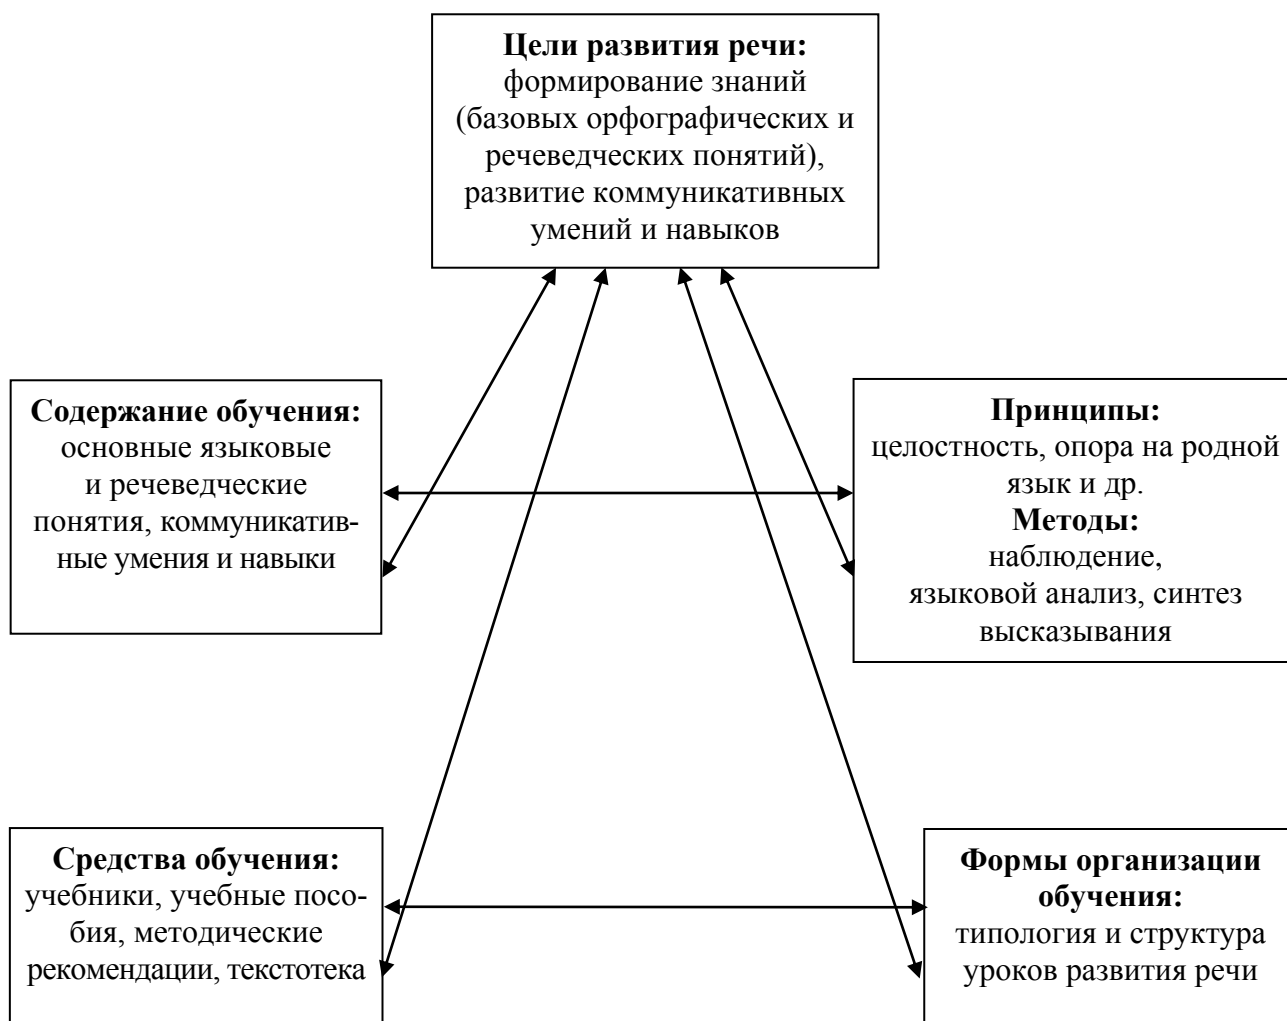 Цели развития речи:
формирование знаний
(базовых орфографических и
речеведческих понятий),
развитие коммуникативных
умений и навыков
Содержание обучения:
основные языковые
и речеведческие
понятия, коммуникатив-
ные умения и навыки
Принципы:
целостность, опора на родной
язык и др.
Методы:
наблюдение,
языковой анализ, синтез
высказывания
Средства обучения:
учебники, учебные посо-
бия, методические
рекомендации, текстотека
Формы организации
обучения:
типология и структура
уроков развития речи